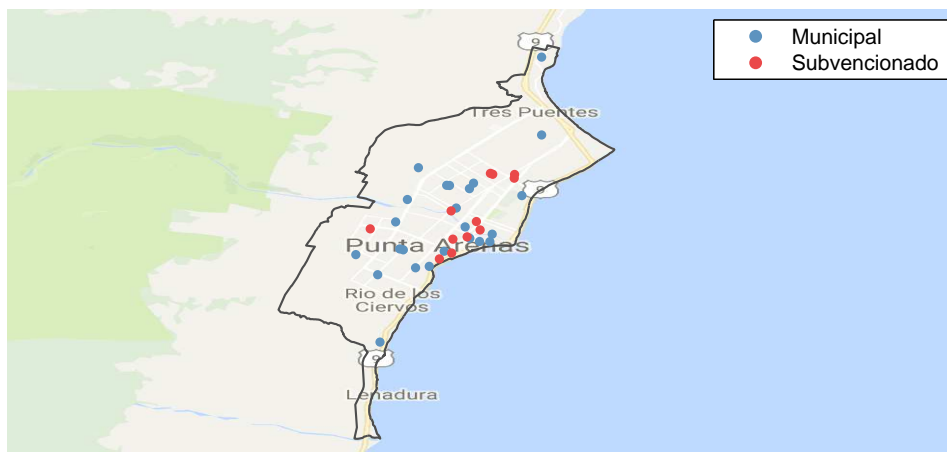 Municipal
Subvencionado
9
Tres Puentes
9
Punta Arenas
Rio de los
Ciervos
9
Leñadura